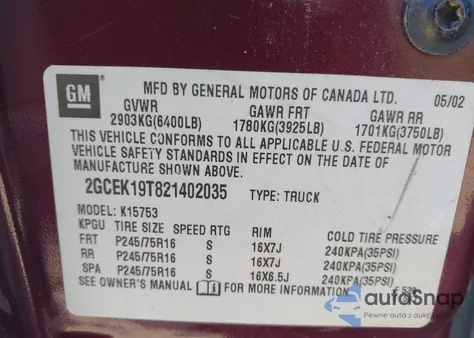 GM
MFD BY GENERAL MOTORS OF CANADA LTD. 05/02
GVWR GAWR FRT GAWR RR
2903KG(6400LB) 1780KG(3925LB) 1701KG(3750LB)
THIS VEHICLE CONFORMS TO ALL APPLICABLE U.S. FEDERAL MOTOR
VEHICLE SAFETY STANDARDS IN EFFECT ON THE DATE OF
MANUFACTURE SHOWN ABOVE.
2GCEK19T821402035 TYPE: TRUCK
MODEL: K15753
KPGU TIRE SIZE SPEED RTG RIM COLD TIRE PRESSURE
FRT P245/75R16 S 16X7J 240KPA(35PSI)
RR P245/75R16 S 16X7J 240KPA(35PSI)
SPA P245/75R16 S 16X6.5J 240KPA(35PSI)
SEE OWNER'S MANUAL FOR MORE INFORMATION
autoSnap
Pewne auta z aukcji